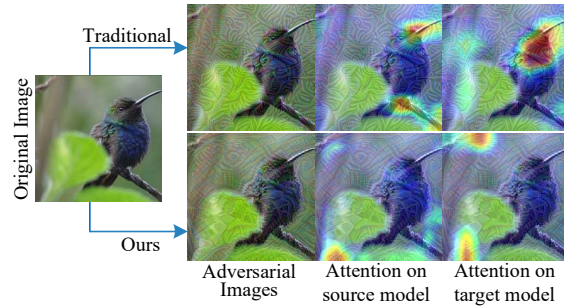 Traditional
Original Image
Ours
Adversarial
Images
Attention on
source model
Attention on
target model